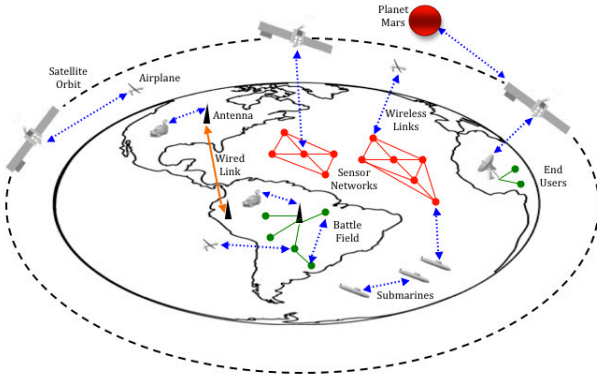 Planet
Mars
Satellite
Orbit
Airplane
Antenna
Wireless
Links
Wired
Link
Sensor
Networks
End
Users
Battle
Field
Submarines